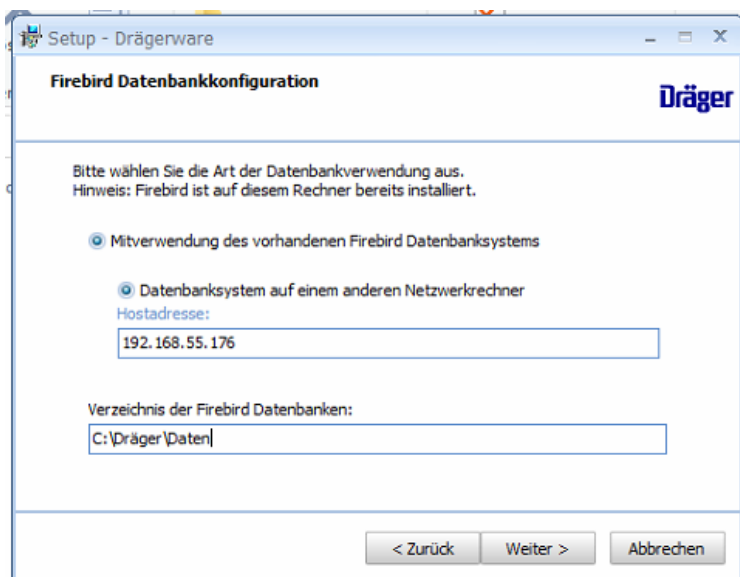 Setup - Drägerware
Firebird Datenbankkonfiguration
Dräger
Bitte wählen Sie die Art der Datenbankverwendung aus.
Hinweis: Firebird ist auf diesem Rechner bereits installiert.
Mitverwendung des vorhandenen Firebird Datenbanksystems
Datenbanksystem auf einem anderen Netzwerkrechner
Hostadresse:
192.168.55.176
Verzeichnis der Firebird Datenbanken:
C:\Dräger\Daten
< Zurück
Weiter >
Abbrechen